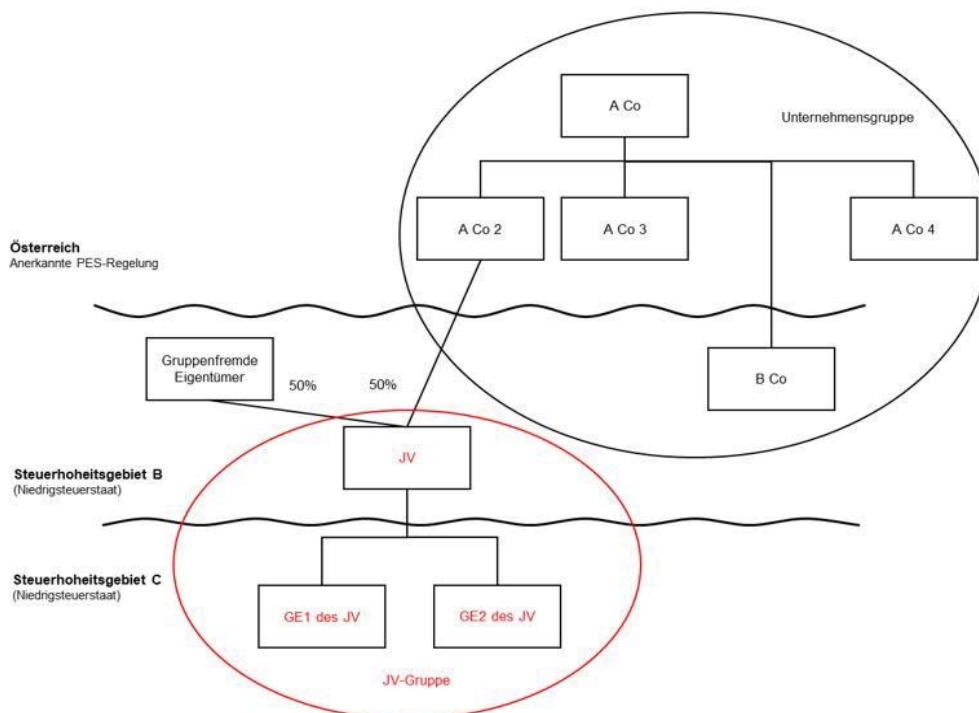 A Co
Unternehmensgruppe
A Co 2
A Co 3
A Co 4
Österreich
Anerkannte PES-Regelung
Gruppenfremde
Eigentümer
50%
50%
B Co
JV
Steuerhoheitsgebiet B
(Niedrigsteuerstaat)
Steuerhoheitsgebiet C
(Niedrigsteuerstaat)
GE1 des JV
GE2 des JV
JV-Gruppe